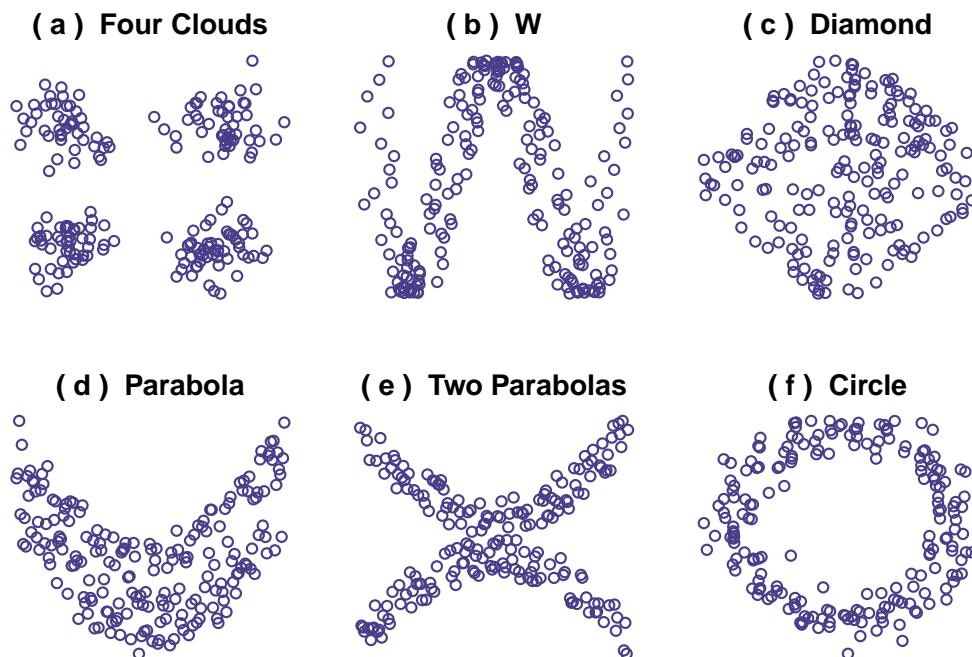 ( a ) Four Clouds
( b ) W
( c ) Diamond
( d ) Parabola
( e ) Two Parabolas
( f ) Circle